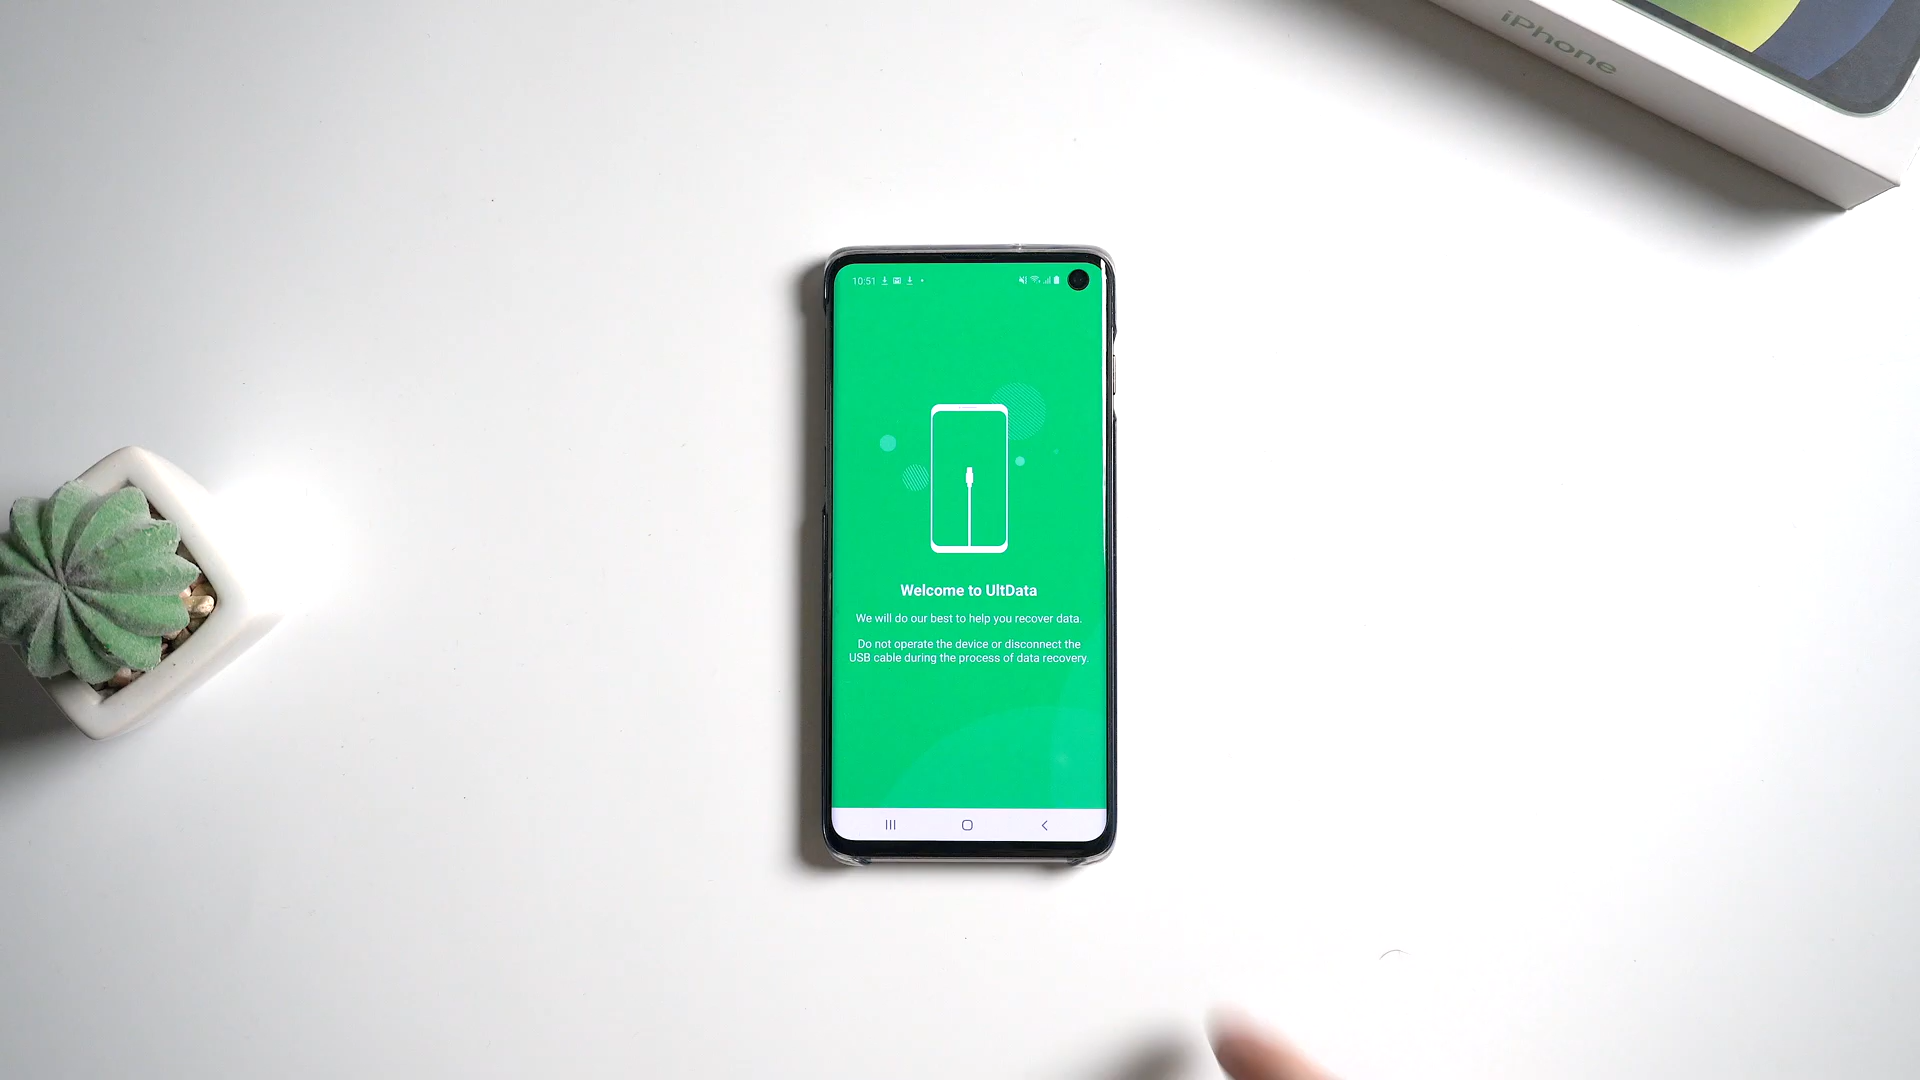 iPhone
10:51
Welcome to UltData
We will do our best to help you recover data.
Do not operate the device or disconnect the
USB cable during the process of data recovery.